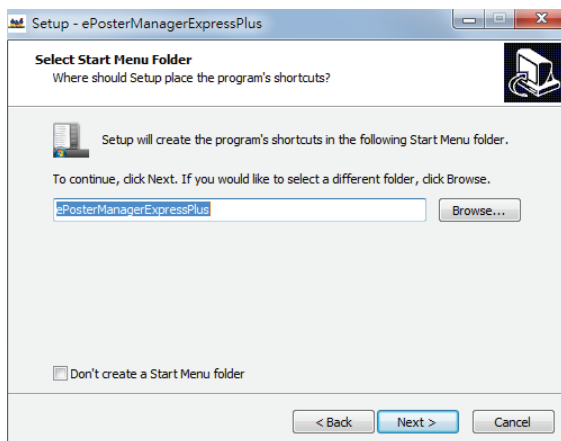 Setup - ePosterManagerExpressPlus
Select Start Menu Folder
Where should Setup place the program's shortcuts?
Setup will create the program's shortcuts in the following Start Menu folder.
To continue, click Next. If you would like to select a different folder, click Browse.
ePosterManagerExpressPlus
Browse...
Don't create a Start Menu folder
< Back
Next >
Cancel